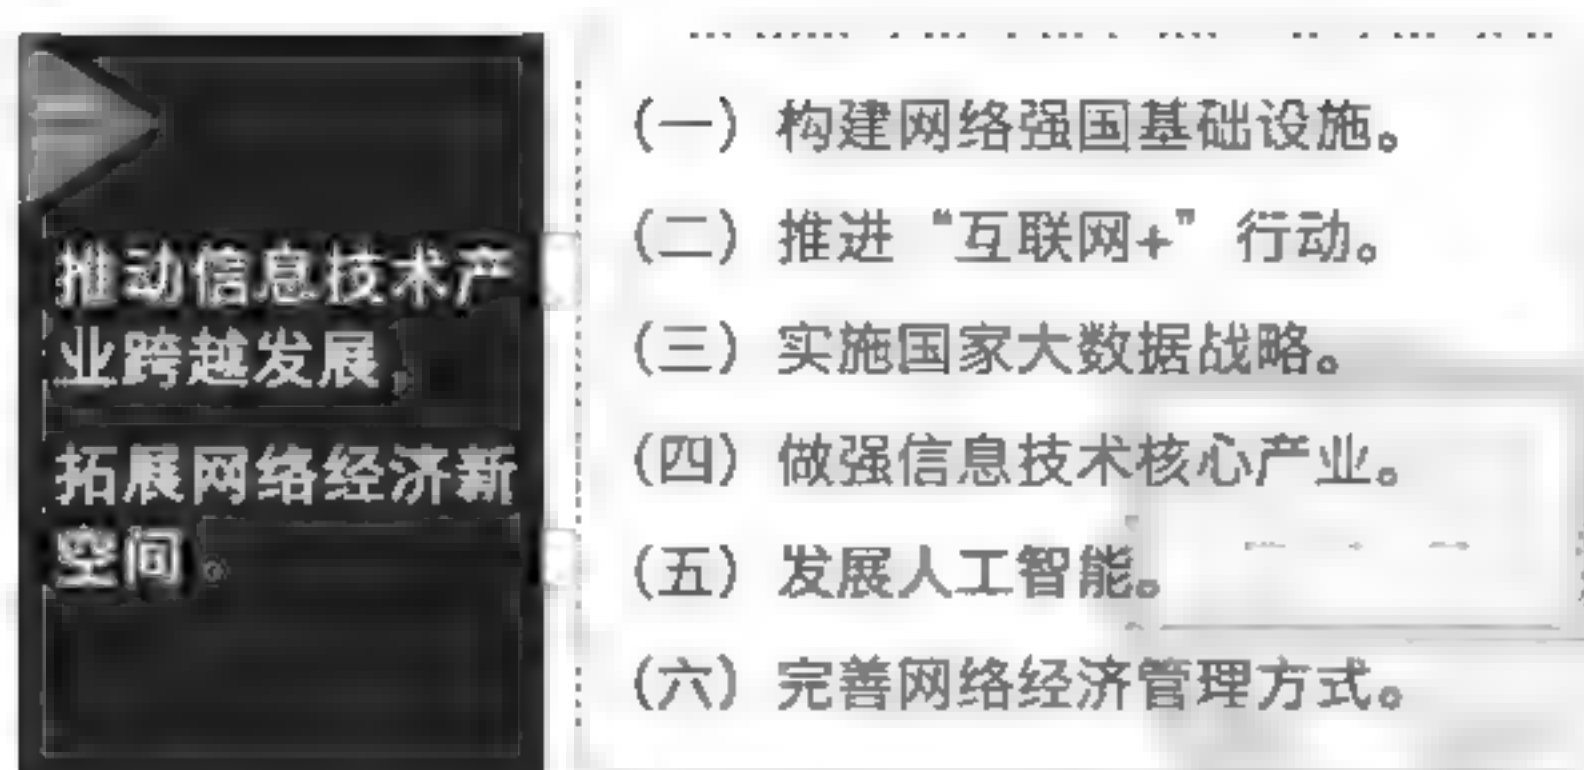 推动信息技术产
业跨越发展，
拓展网络经济新
空间。
（一）构建网络强国基础设施。
（二）推进“互联网+”行动。
（三）实施国家大数据战略。
（四）做强信息技术核心产业。
（五）发展人工智能。
（六）完善网络经济管理方式。